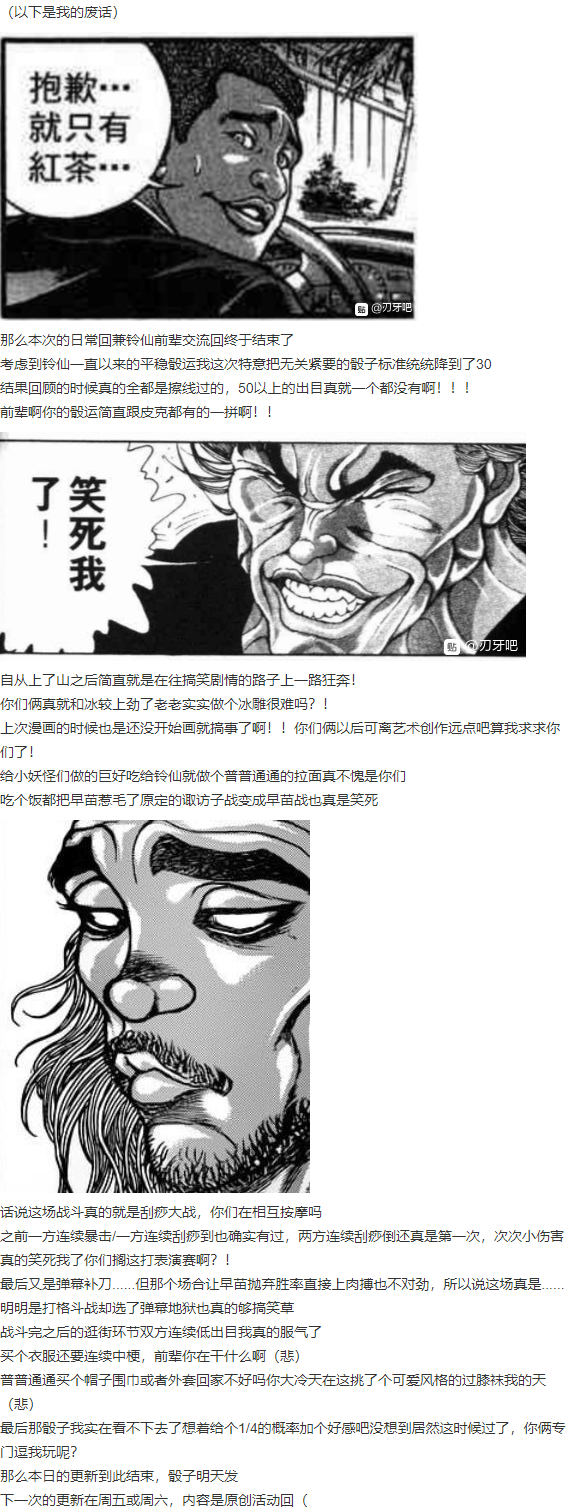 （以下是我的废话）
抱歉…
就只有
紅茶…
贴 @刃牙吧
那么本次的日常回兼铃仙前辈交流回终于结束了
考虑到铃仙一直以来的平稳骰运我这次特意把无关紧要的骰子标准统统降到了30
结果回顾的时候真的全都是擦线过的，50以上的出目真就一个都没有啊！！！
前辈啊你的骰运简直跟皮克都有的一拼啊！！
笑死我
了！
贴 @刃牙吧
自从上了山之后简直就是在往搞笑剧情的路子上一路狂奔！
你们俩真就和冰较上劲了老老实实做个冰雕很难吗？！
上次漫画的时候也是还没开始画就搞事了啊！！你们俩以后可离艺术创作远点吧算我求求你
们了！
给小妖怪们做的巨好吃给铃仙就做个普普通通的拉面真不愧是你们
吃个饭都把早苗惹毛了原定的诹访子战变成早苗战也真是笑死
话说这场战斗真的就是刮痧大战，你们在相互按摩吗
之前一方连续暴击/一方连续刮痧到也确实有过，两方连续刮痧倒还真是第一次，次次小伤害
真的笑死我了你们搁这打表演赛啊？！
最后又是弹幕补刀......但那个场合让早苗抛弃胜率直接上肉搏也不对劲，所以说这场真是......
明明是打格斗战却选了弹幕地狱也真的够搞笑草
战斗完之后的逛街环节双方连续低出目我真的服气了
买个衣服还要连续中梗，前辈你在干什么啊（悲）
普普通通买个帽子围巾或者外套回家不好吗你大冷天在这挑了个可爱风格的过膝袜我的天
（悲）
最后那骰子我实在看不下去了想着给个1/4的概率加个好感吧没想到居然这时候过了，你俩专
门逗我玩呢？
那么本日的更新到此结束，骰子明天发
下一次的更新在周五或周六，内容是原创活动回（